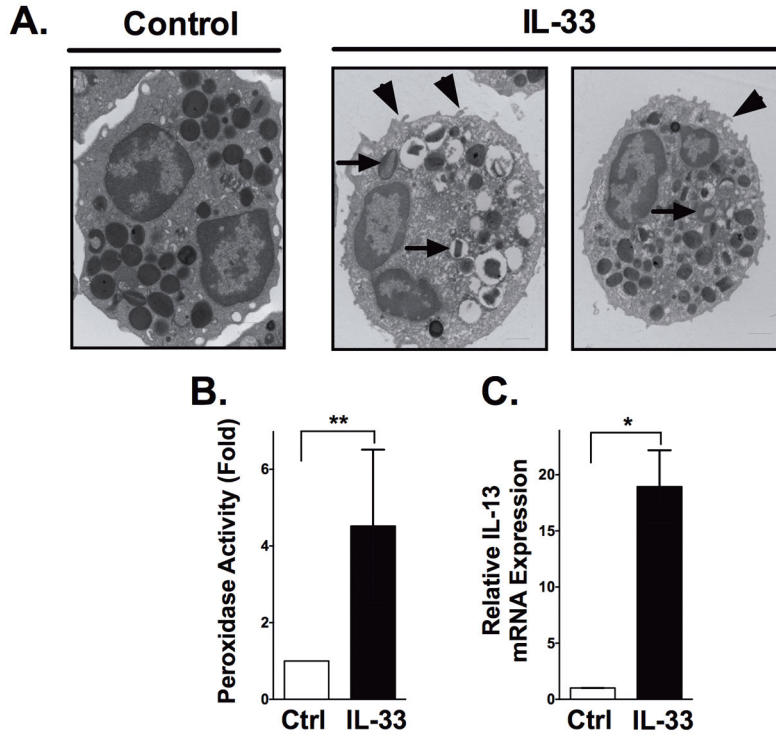 A.
Control
IL-33
B.
Peroxidase Activity (Fold)
6
4
2
0
**
Ctrl
IL-33
C.
Relative IL-13
mRNA Expression
20
15
10
5
0
*
Ctrl
IL-33